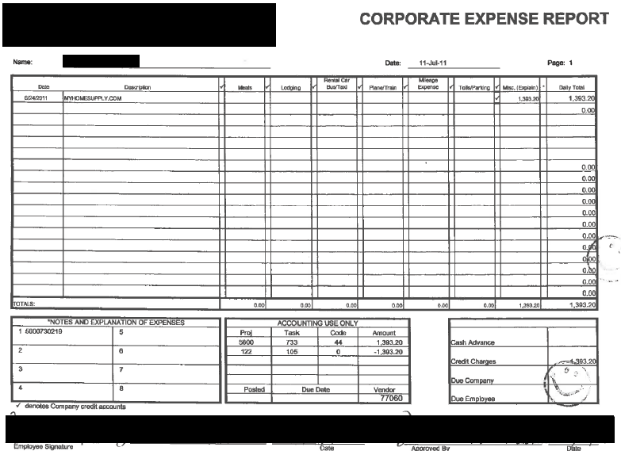 CORPORATE EXPENSE REPORT
Name: Date: 11-Jul-11 Page: 1
Date Description ✓ Meals ✓ Lodging ✓ Rental Car Bus/Taxi ✓ Plane/Train ✓ Mileage Expense ✓ Tolls/Parking ✓ Misc. (Explain) * Daily Total
5/24/2011 MYHOMESUPPLY.COM ✓ 1,393.20 1,393.20
0.00
0.00
0.00
0.00
0.00
0.00
0.00
0.00
0.00
0.00
0.00
0.00
0.00
TOTALS: 0.00 0.00 0.00 0.00 0.00 0.00 1,393.20 1,393.20
*NOTES AND EXPLANATION OF EXPENSES
1 5000730219 5
2 6
3 7
4 8
✓ denotes Company credit accounts
ACCOUNTING USE ONLY
Proj Task Code Amount
5600 733 44 1,393.20
122 105 0 -1,393.20
Posted Due Date Vendor
77060
Cash Advance
Credit Charges -1,393.20
Due Company
Due Employee
Employee Signature Date Approved By Date